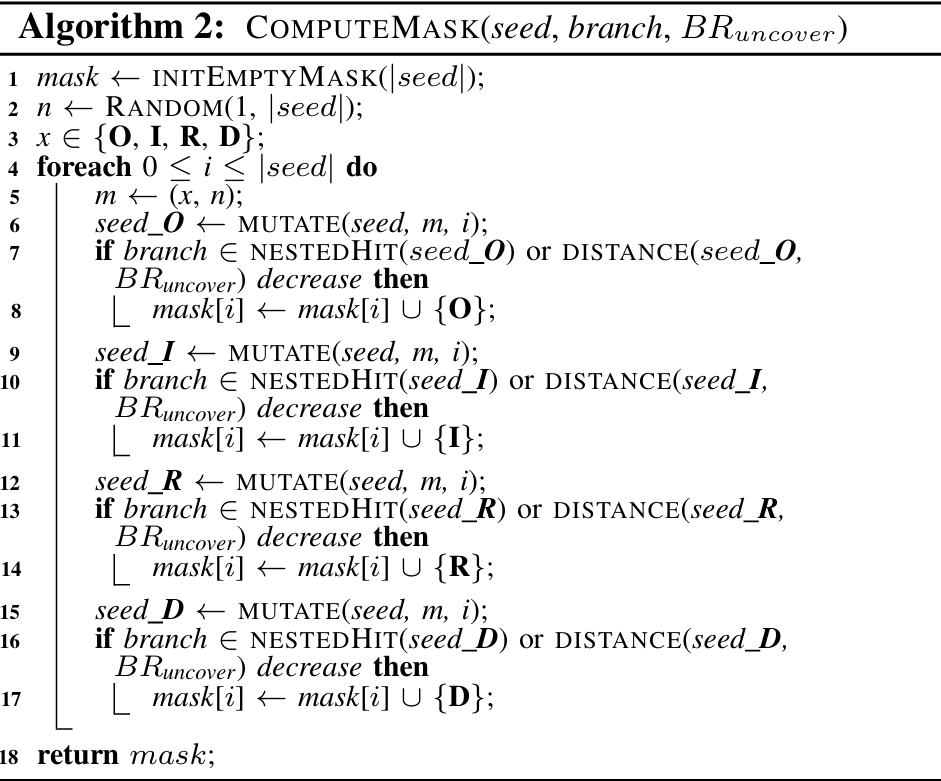 Algorithm 2: COMPUTEMASK(seed, branch, BR_uncover)
1 mask ← INITEMPTYMASK(|seed|);
2 n ← RANDOM(1, |seed|);
3 x ∈ {O, I, R, D};
4 foreach 0 ≤ i ≤ |seed| do
5 m ← (x, n);
6 seed_O ← MUTATE(seed, m, i);
7 if branch ∈ NESTEDHIT(seed_O) or DISTANCE(seed_O,
BR_uncover) decrease then
8 mask[i] ← mask[i] ∪ {O};
9 seed_I ← MUTATE(seed, m, i);
10 if branch ∈ NESTEDHIT(seed_I) or DISTANCE(seed_I,
BR_uncover) decrease then
11 mask[i] ← mask[i] ∪ {I};
12 seed_R ← MUTATE(seed, m, i);
13 if branch ∈ NESTEDHIT(seed_R) or DISTANCE(seed_R,
BR_uncover) decrease then
14 mask[i] ← mask[i] ∪ {R};
15 seed_D ← MUTATE(seed, m, i);
16 if branch ∈ NESTEDHIT(seed_D) or DISTANCE(seed_D,
BR_uncover) decrease then
17 mask[i] ← mask[i] ∪ {D};
18 return mask;